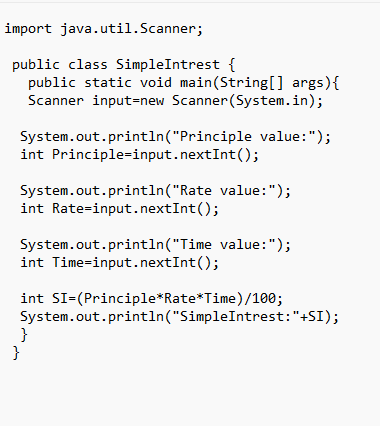 import java.util.Scanner;
public class SimpleIntrest {
public static void main(String[] args){
Scanner input=new Scanner(System.in);
System.out.println("Principle value:");
int Principle=input.nextInt();
System.out.println("Rate value:");
int Rate=input.nextInt();
System.out.println("Time value:");
int Time=input.nextInt();
int SI=(Principle*Rate*Time)/100;
System.out.println("SimpleIntrest:"+SI);
}
}